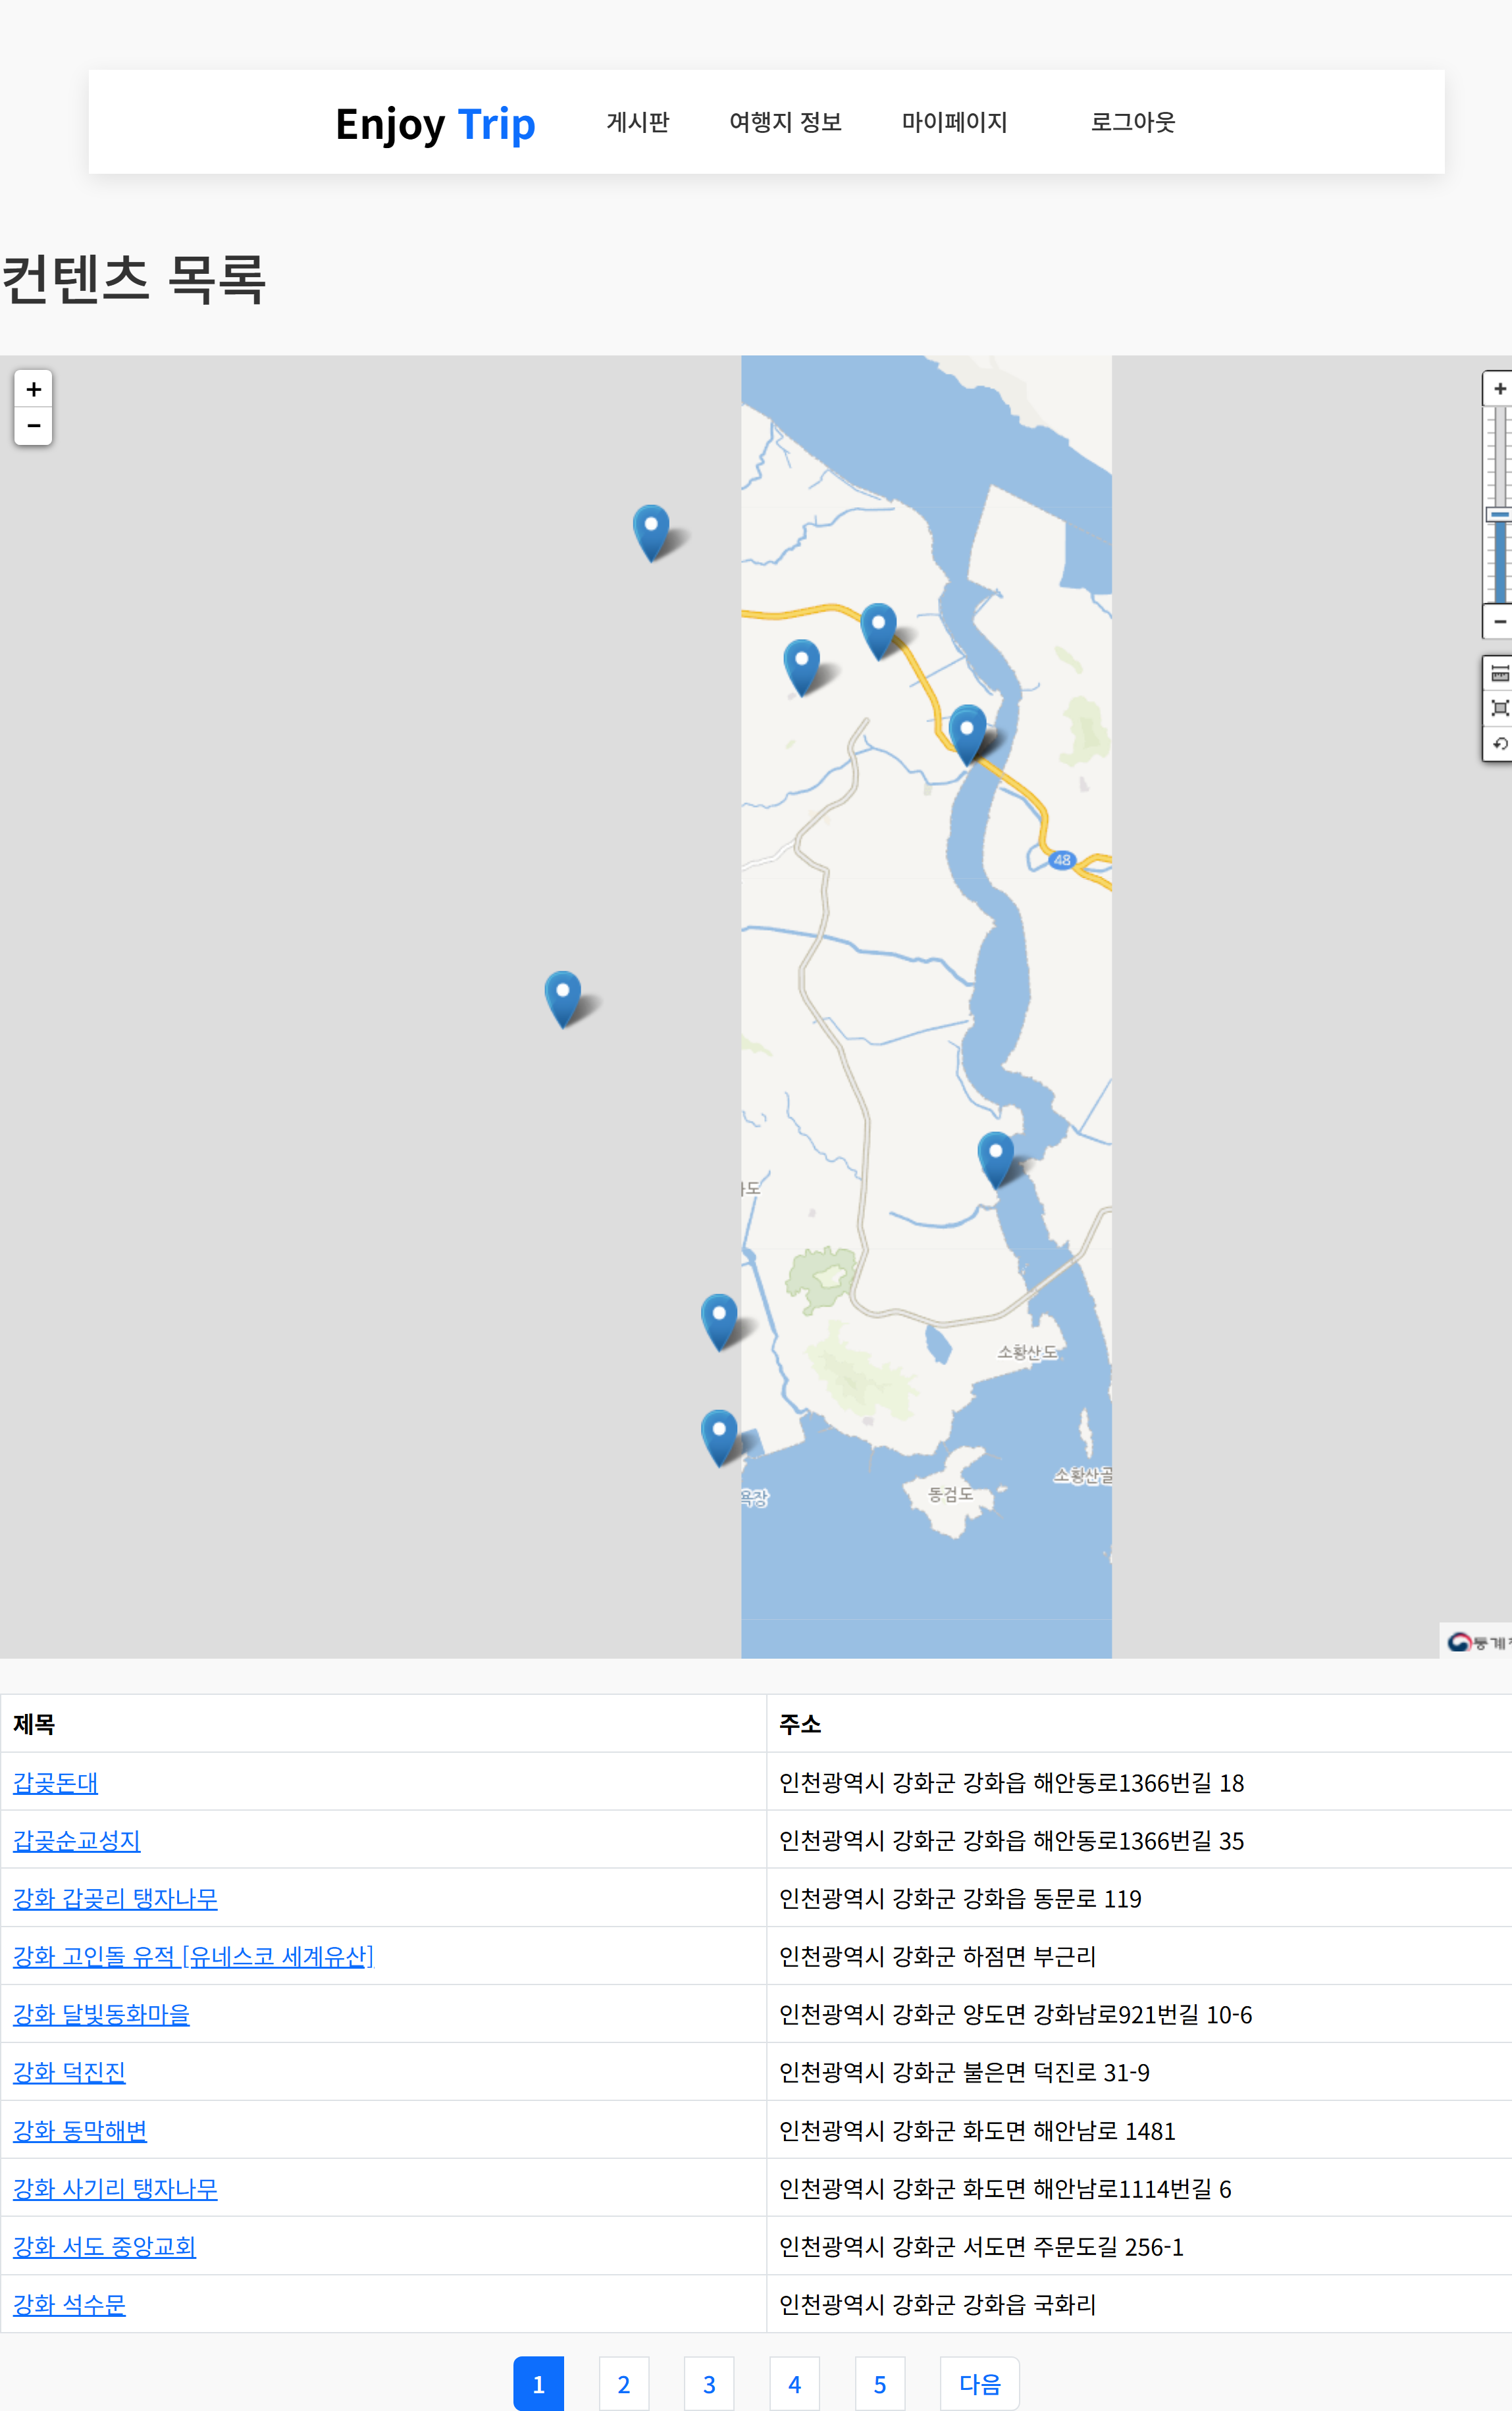 Enjoy Trip 게시판 여행지 정보 마이페이지 로그아웃
컨텐츠 목록
+
−
+
−
48
소황산도
동검도
제목 주소
갑곶돈대 인천광역시 강화군 강화읍 해안동로1366번길 18
갑곶순교성지 인천광역시 강화군 강화읍 해안동로1366번길 35
강화 갑곶리 탱자나무 인천광역시 강화군 강화읍 동문로 119
강화 고인돌 유적 [유네스코 세계유산] 인천광역시 강화군 하점면 부근리
강화 달빛동화마을 인천광역시 강화군 양도면 강화남로921번길 10-6
강화 덕진진 인천광역시 강화군 불은면 덕진로 31-9
강화 동막해변 인천광역시 강화군 화도면 해안남로 1481
강화 사기리 탱자나무 인천광역시 강화군 화도면 해안남로1114번길 6
강화 서도 중앙교회 인천광역시 강화군 서도면 주문도길 256-1
강화 석수문 인천광역시 강화군 강화읍 국화리
1 2 3 4 5 다음